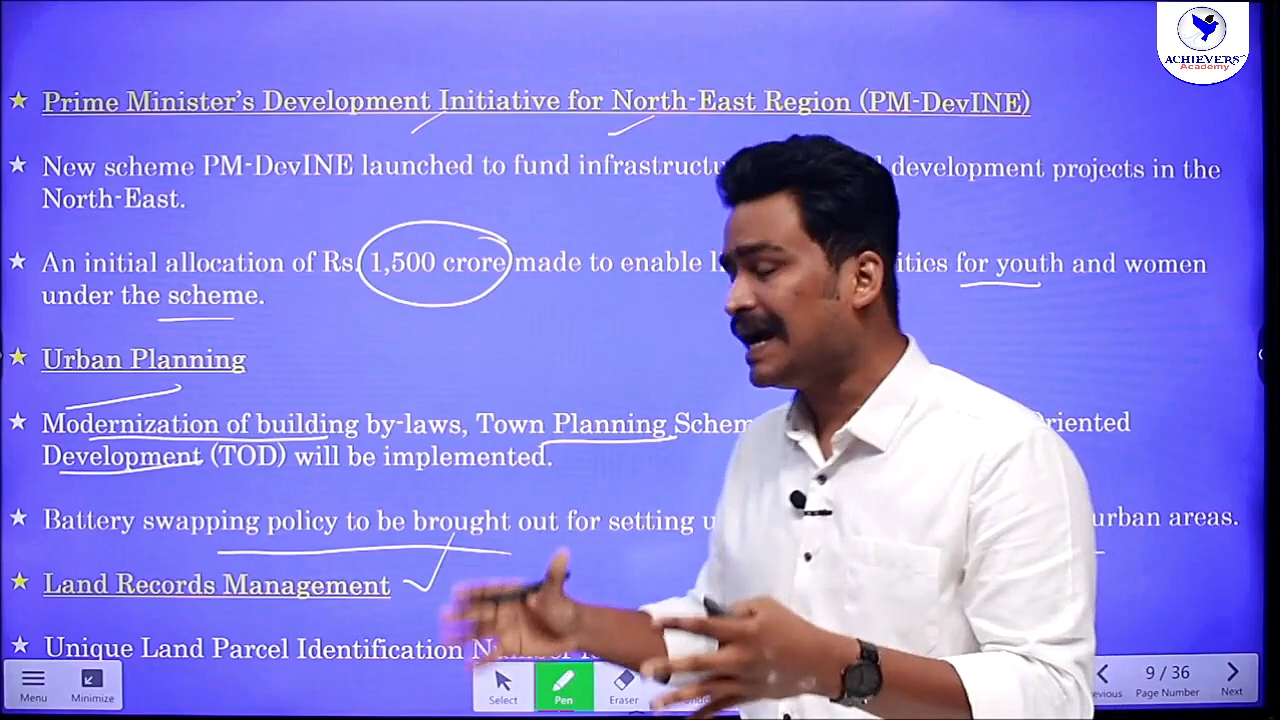 ACHIEVERS
Academy
★ Prime Minister's Development Initiative for North-East Region (PM-DevINE)
★ New scheme PM-DevINE launched to fund development projects in the
North-East.
★ An initial allocation of Rs. 1,500 crore made to enable for youth and women
under the scheme.
★ Urban Planning
★ Modernization of building by-laws, Town Planning
Development (TOD) will be implemented.
★ Battery swapping policy to be brought out for setting urban areas.
★ Land Records Management
★ Unique Land Parcel Identification
Menu
Minimize
Select
Pen
Eraser
9 / 36
Page Number
Next